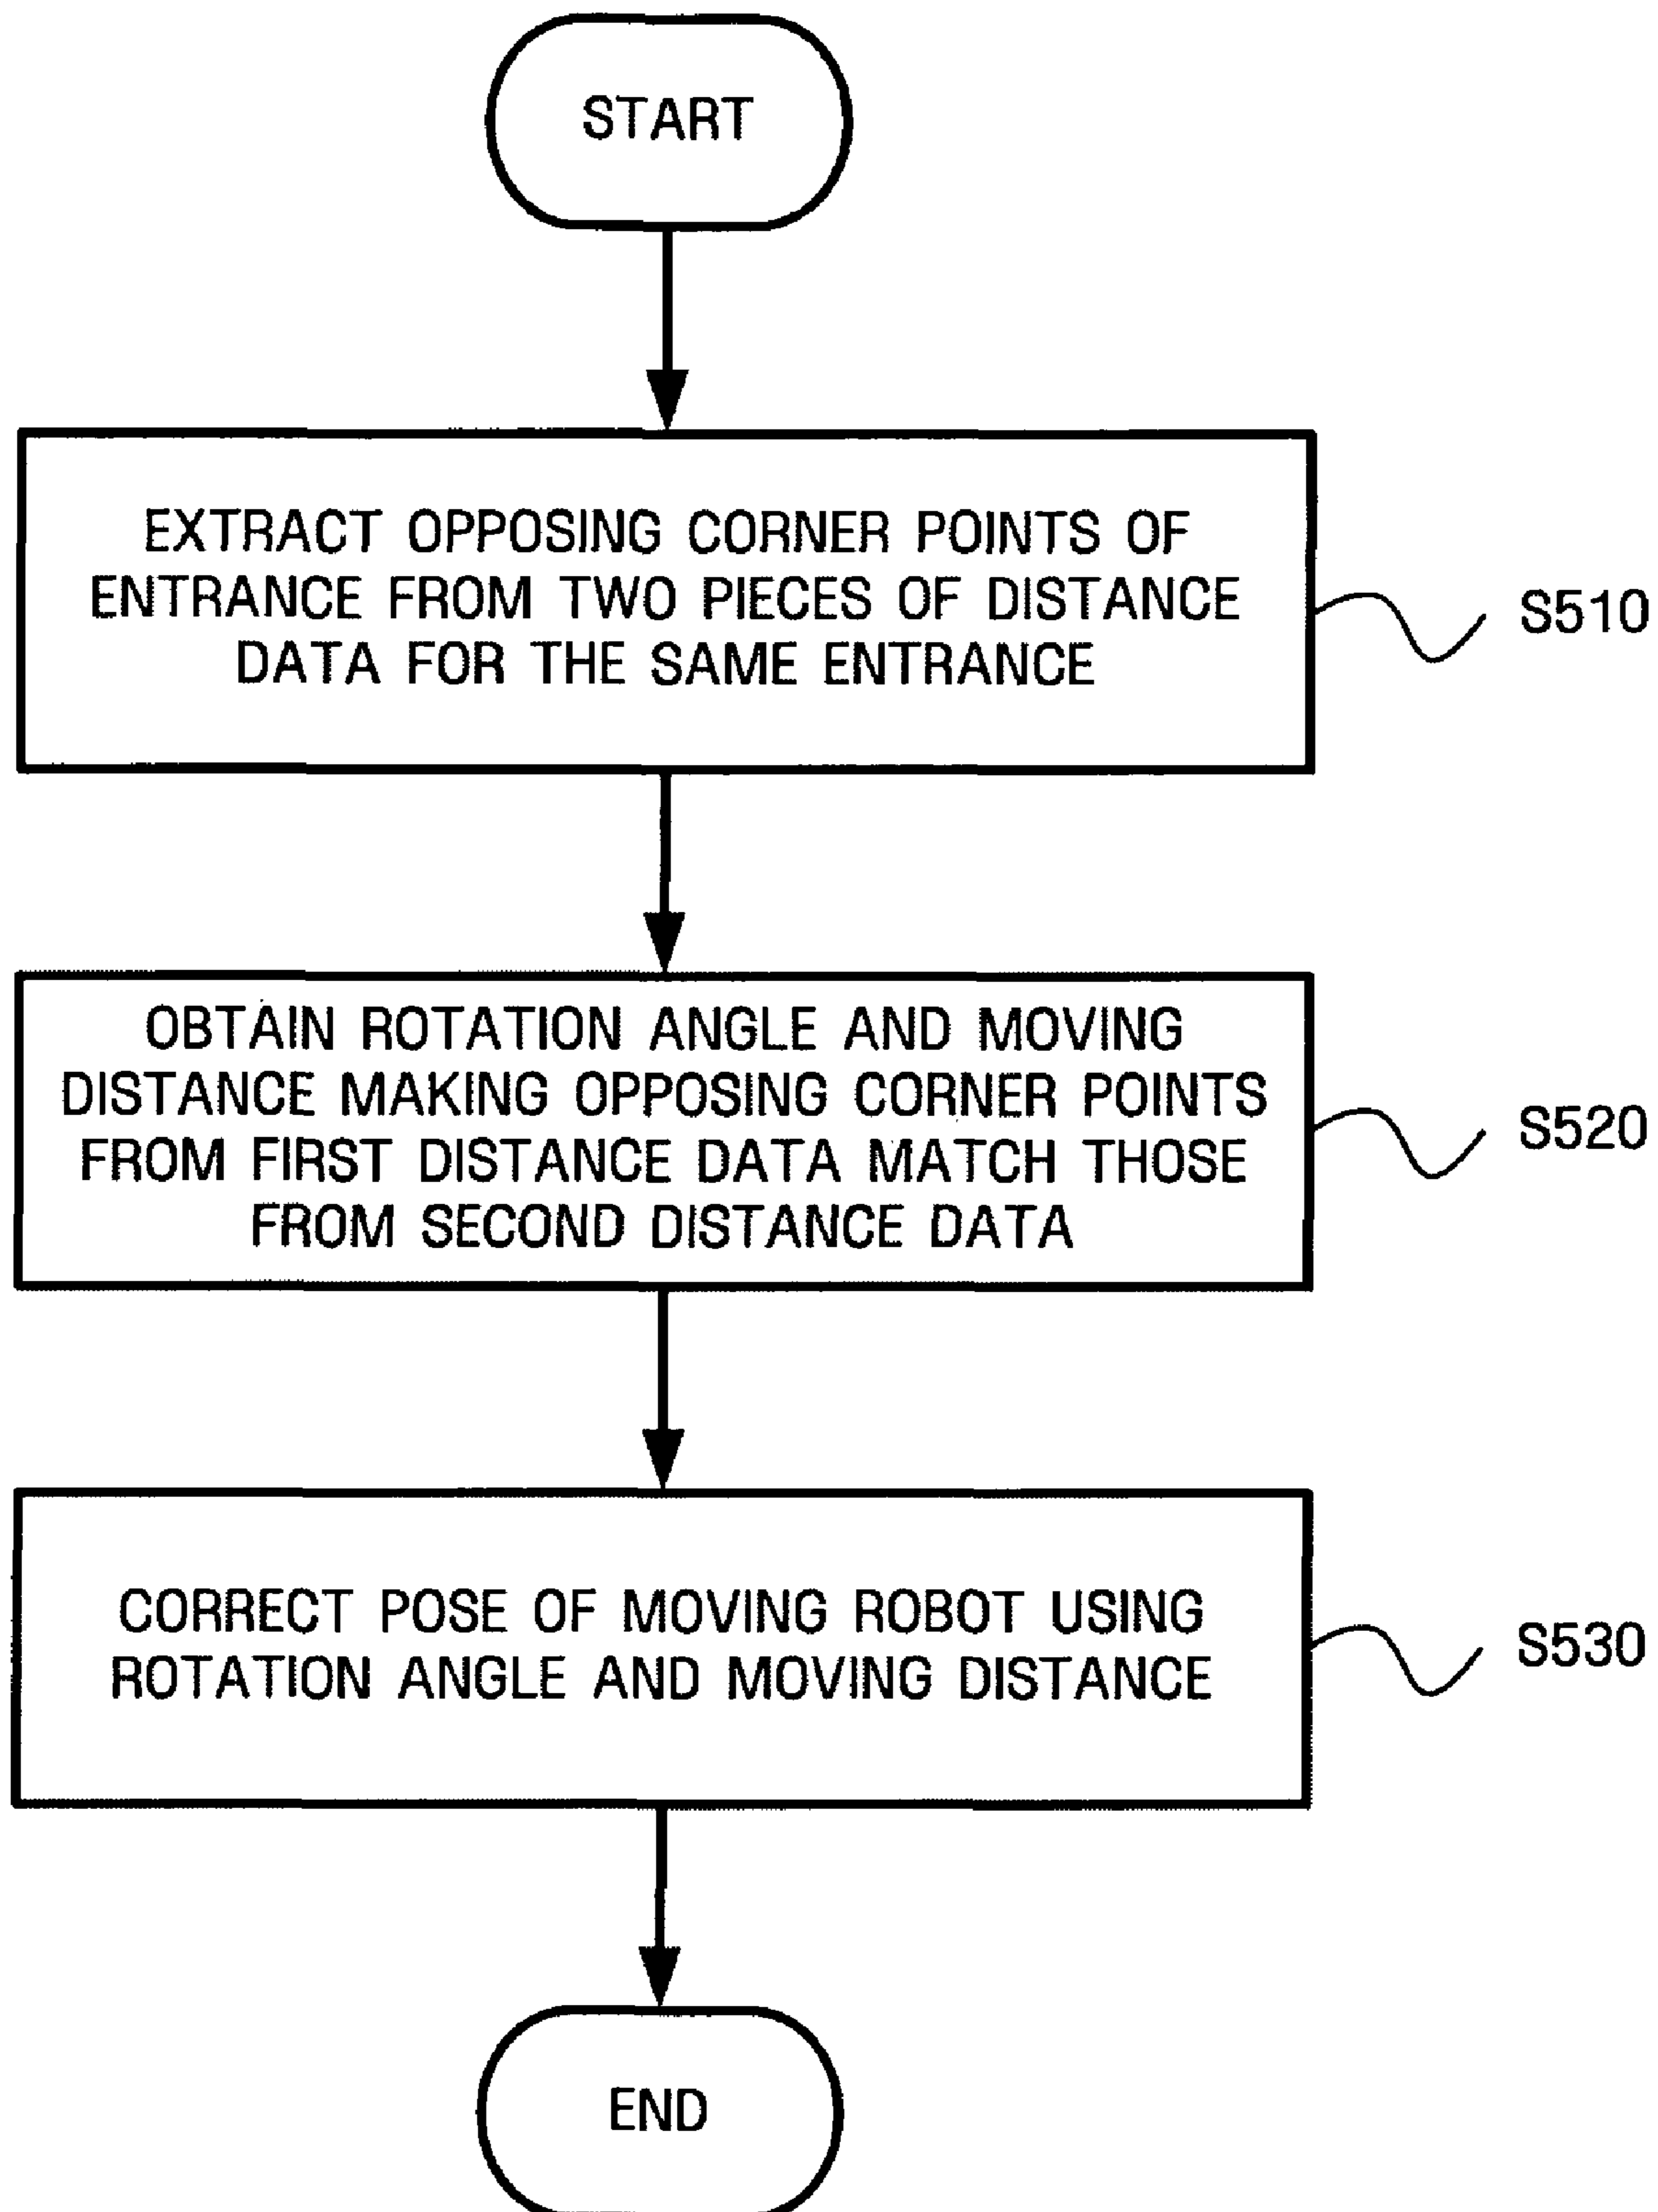 START
EXTRACT OPPOSING CORNER POINTS OF
ENTRANCE FROM TWO PIECES OF DISTANCE
DATA FOR THE SAME ENTRANCE
S510
OBTAIN ROTATION ANGLE AND MOVING
DISTANCE MAKING OPPOSING CORNER POINTS
FROM FIRST DISTANCE DATA MATCH THOSE
FROM SECOND DISTANCE DATA
S520
CORRECT POSE OF MOVING ROBOT USING
ROTATION ANGLE AND MOVING DISTANCE
S530
END